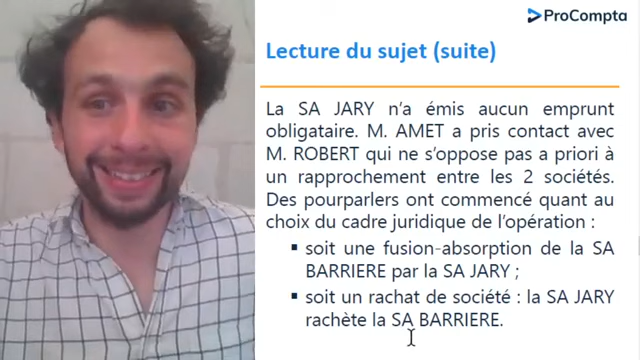 ProCompta
Lecture du sujet (suite)
La SA JARY n'a émis aucun emprunt
obligataire. M. AMET a pris contact avec
M. ROBERT qui ne s'oppose pas a priori à
un rapprochement entre les 2 sociétés.
Des pourparlers ont commencé quant au
choix du cadre juridique de l'opération :
▪ soit une fusion-absorption de la SA
BARRIERE par la SA JARY ;
▪ soit un rachat de société : la SA JARY
rachète la SA BARRIERE.